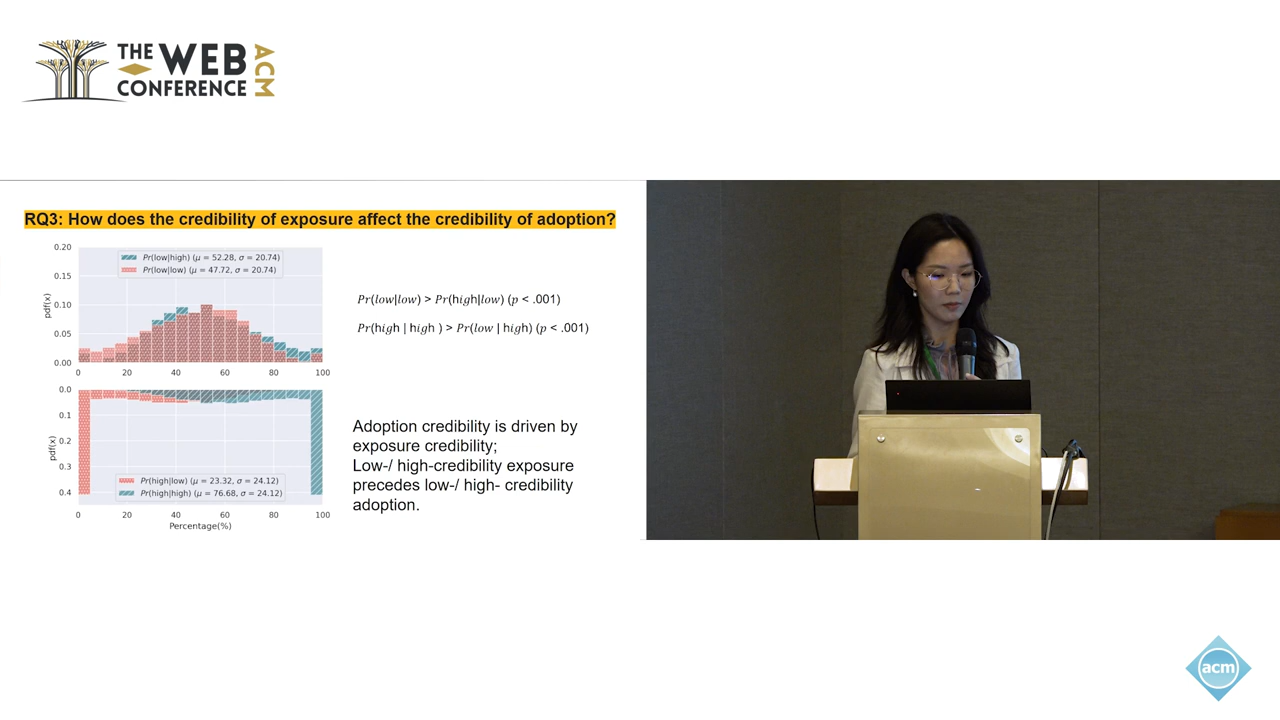 THE WEB
CONFERENCE
ACM
RQ3: How does the credibility of exposure affect the credibility of adoption?
0.20
0.15
0.10
0.05
0.00
pdf(x)
Pr(low|high) (μ = 52.28, σ = 20.74)
Pr(low|low) (μ = 47.72, σ = 20.74)
0 20 40 60 80 100
Pr(low|low) > Pr(high|low) (p < .001)
Pr(high | high ) > Pr(low | high) (p < .001)
0.0
0.1
0.2
0.3
0.4
pdf(x)
Pr(high|low) (μ = 23.32, σ = 24.12)
Pr(high|high) (μ = 76.68, σ = 24.12)
0 20 40 60 80 100
Percentage(%)
Adoption credibility is driven by
exposure credibility;
Low-/ high-credibility exposure
precedes low-/ high- credibility
adoption.
acm